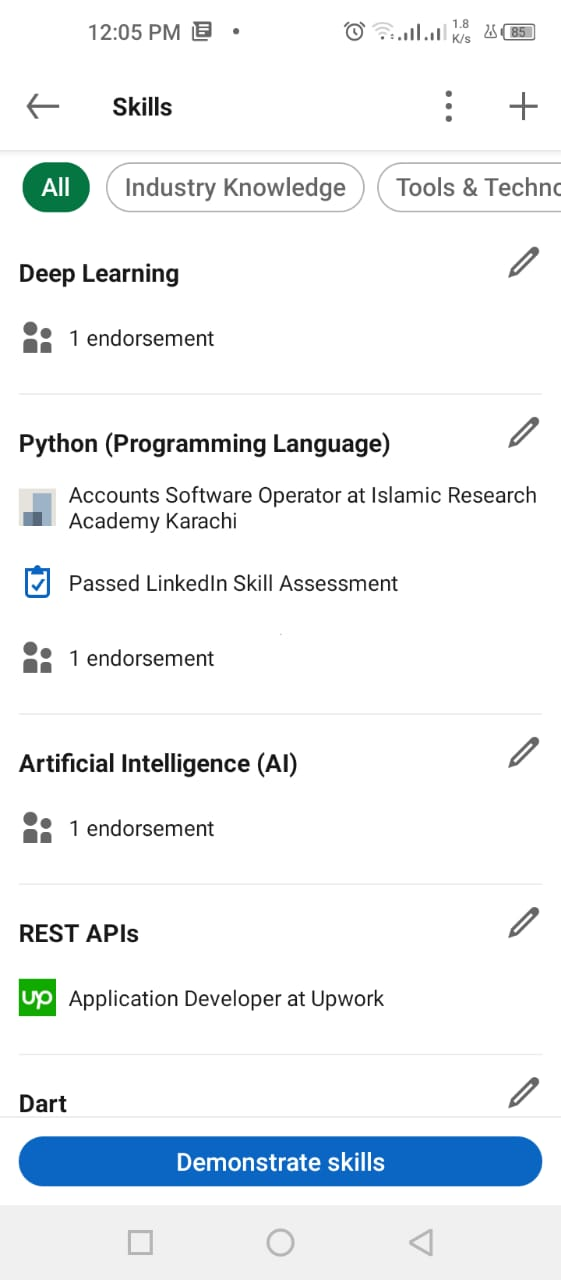 12:05 PM
1.8
K/s
85
Skills
All
Industry Knowledge
Tools & Techno
Deep Learning
1 endorsement
Python (Programming Language)
Accounts Software Operator at Islamic Research
Academy Karachi
Passed LinkedIn Skill Assessment
1 endorsement
Artificial Intelligence (AI)
1 endorsement
REST APIs
up
Application Developer at Upwork
Dart
Demonstrate skills